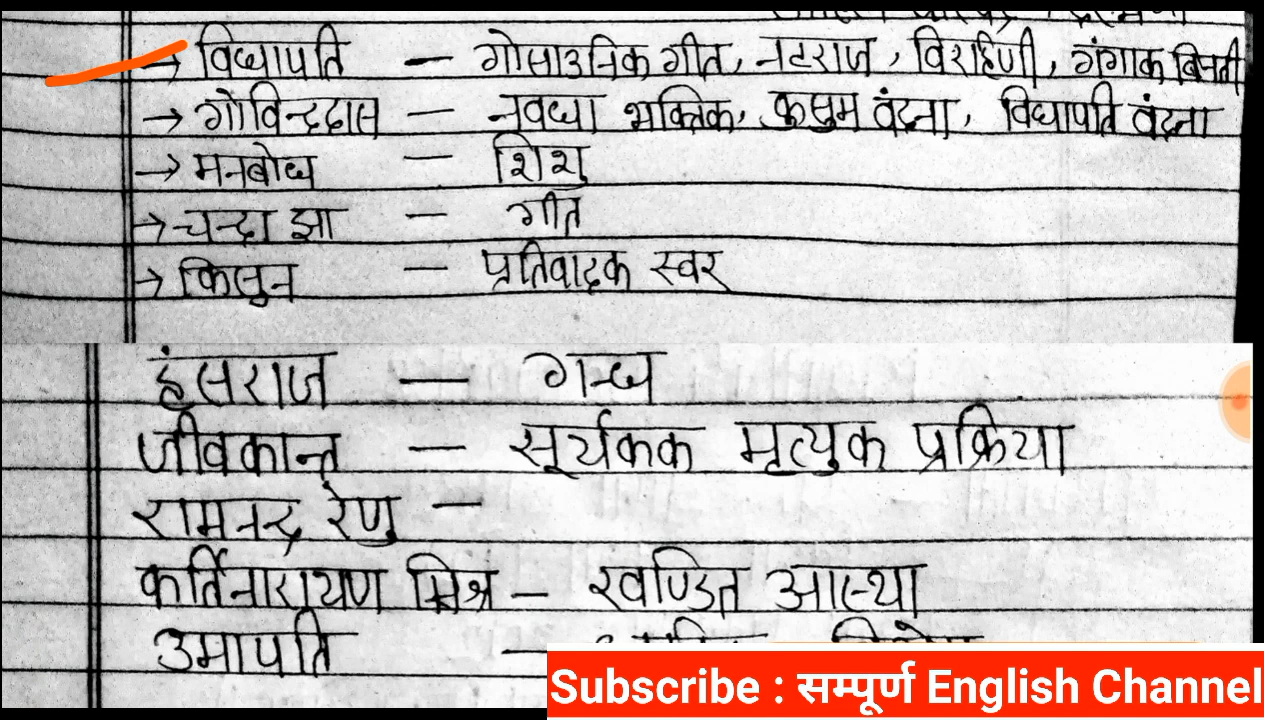 → विद्यापति — गोसाउनिक गीत, नटराज, विरहिणी, गंगाक बिनती
→ गोविन्ददास — नवधा भक्तिक, कुसुम वंदना, विद्यापति वंदना
→ मनबोध — शिशु
→ चन्दा झा — गीत
→ किसुन — प्रतिवादक स्वर
हंसराज — गन्ध
जीवकान्त — सूर्यकक मृत्युक प्रक्रिया
रामनन्द रेणु —
कर्तिनारायण मिश्र — खण्डित आस्था
उमापति —
Subscribe : सम्पूर्ण English Channel